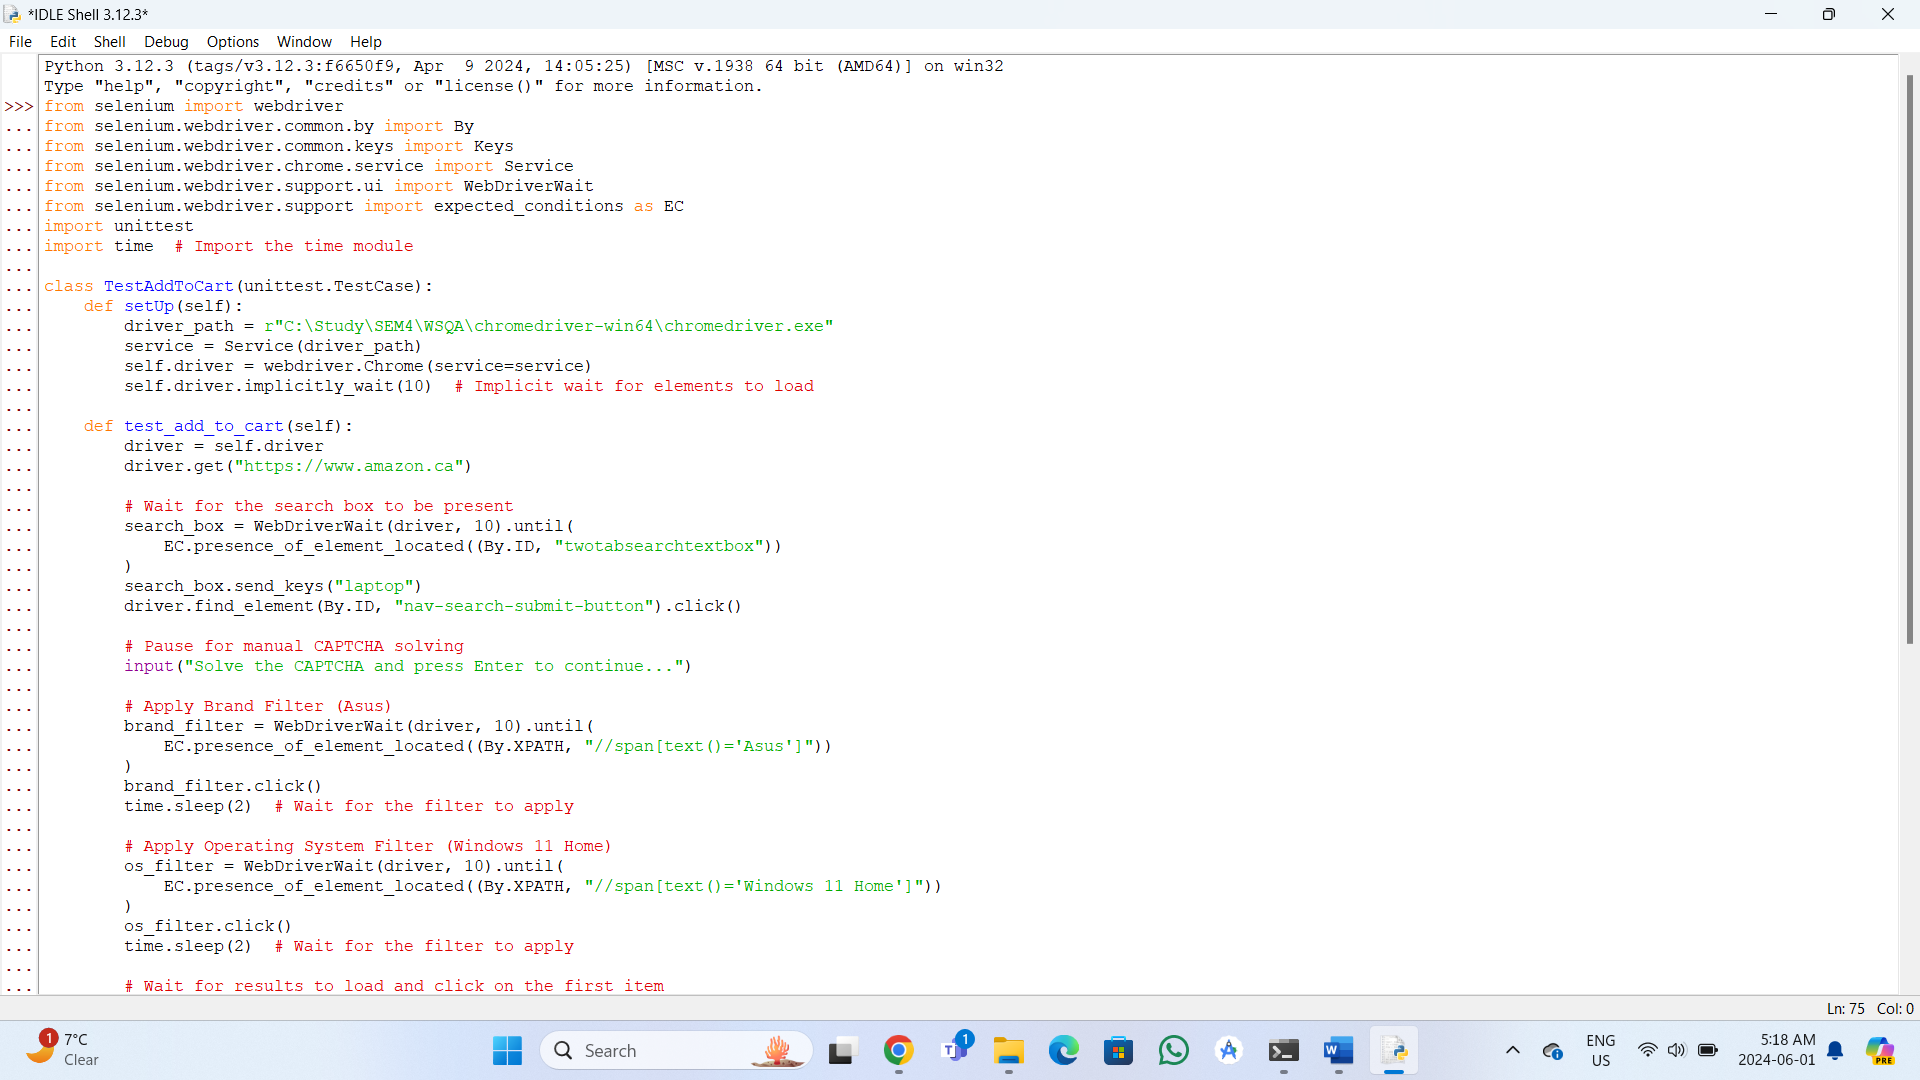 *IDLE Shell 3.12.3*
File Edit Shell Debug Options Window Help
Python 3.12.3 (tags/v3.12.3:f6650f9, Apr  9 2024, 14:05:25) [MSC v.1938 64 bit (AMD64)] on win32
Type "help", "copyright", "credits" or "license()" for more information.
>>> from selenium import webdriver
... from selenium.webdriver.common.by import By
... from selenium.webdriver.common.keys import Keys
... from selenium.webdriver.chrome.service import Service
... from selenium.webdriver.support.ui import WebDriverWait
... from selenium.webdriver.support import expected_conditions as EC
... import unittest
... import time  # Import the time module
...
... class TestAddToCart(unittest.TestCase):
...     def setUp(self):
...         driver_path = r"C:\Study\SEM4\WSQA\chromedriver-win64\chromedriver.exe"
...         service = Service(driver_path)
...         self.driver = webdriver.Chrome(service=service)
...         self.driver.implicitly_wait(10)  # Implicit wait for elements to load
...
...     def test_add_to_cart(self):
...         driver = self.driver
...         driver.get("https://www.amazon.ca")
...
...         # Wait for the search box to be present
...         search_box = WebDriverWait(driver, 10).until(
...             EC.presence_of_element_located((By.ID, "twotabsearchtextbox"))
...         )
...         search_box.send_keys("laptop")
...         driver.find_element(By.ID, "nav-search-submit-button").click()
...
...         # Pause for manual CAPTCHA solving
...         input("Solve the CAPTCHA and press Enter to continue...")
...
...         # Apply Brand Filter (Asus)
...         brand_filter = WebDriverWait(driver, 10).until(
...             EC.presence_of_element_located((By.XPATH, "//span[text()='Asus']"))
...         )
...         brand_filter.click()
...         time.sleep(2)  # Wait for the filter to apply
...
...         # Apply Operating System Filter (Windows 11 Home)
...         os_filter = WebDriverWait(driver, 10).until(
...             EC.presence_of_element_located((By.XPATH, "//span[text()='Windows 11 Home']"))
...         )
...         os_filter.click()
...         time.sleep(2)  # Wait for the filter to apply
...
...         # Wait for results to load and click on the first item
Ln: 75 Col: 0
1
7°C
Clear
Search
1
ENG
US
5:18 AM
2024-06-01
PRE